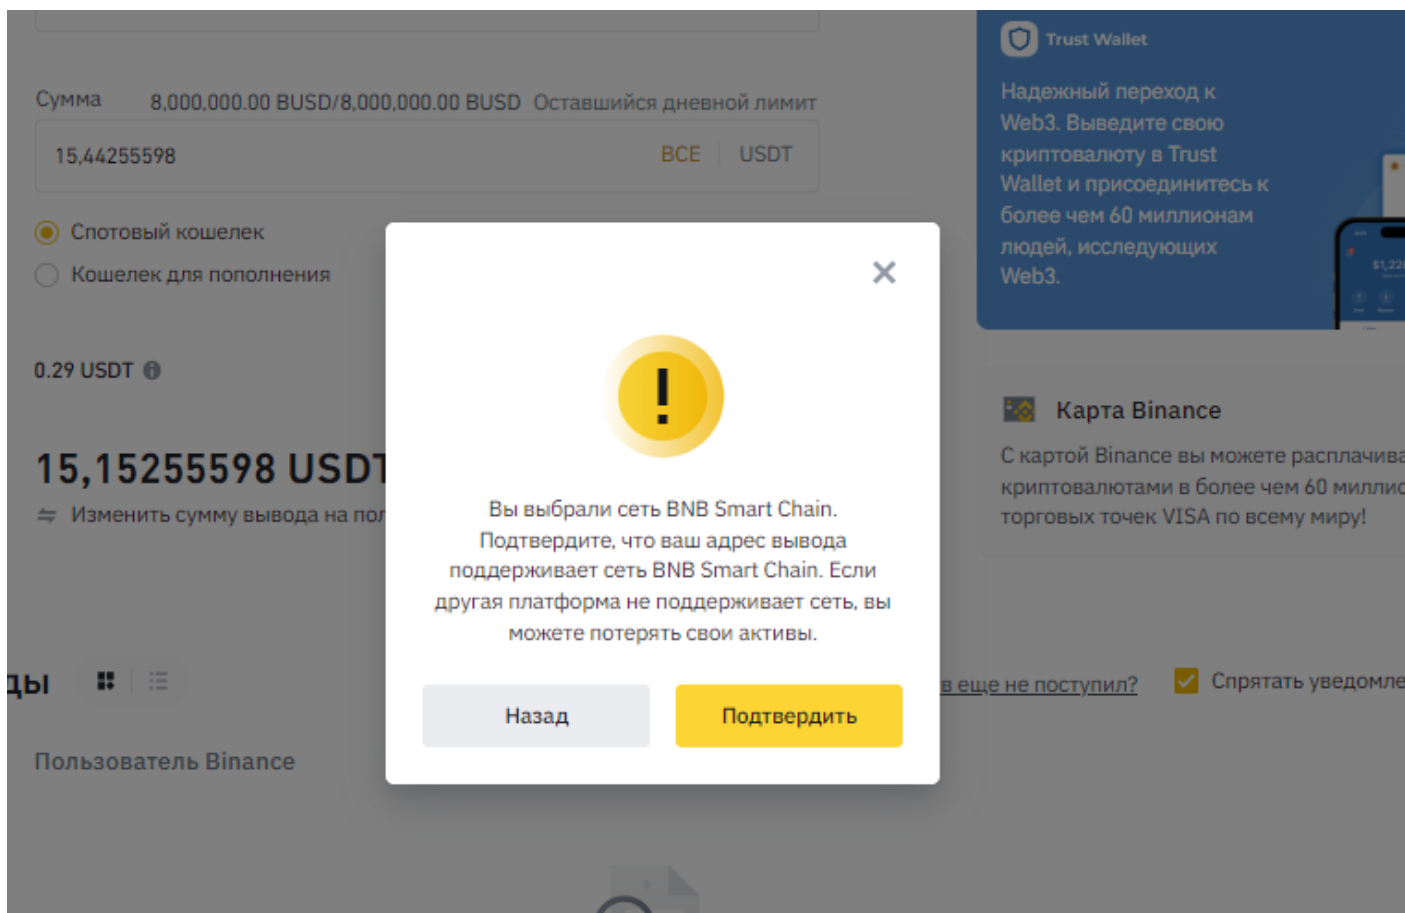 Trust Wallet
Надежный переход к
Web3. Выведите свою
криптовалюту в Trust
Wallet и присоединитесь к
более чем 60 миллионам
людей, исследующих
Web3.
Сумма 8,000,000.00 BUSD/8,000,000.00 BUSD Оставшийся дневной лимит
15,44255598 ВСЕ USDT
Спотовый кошелек
Кошелек для пополнения
0.29 USDT
15,15255598 USDT
Изменить сумму вывода на пол
Вы выбрали сеть BNB Smart Chain.
Подтвердите, что ваш адрес вывода
поддерживает сеть BNB Smart Chain. Если
другая платформа не поддерживает сеть, вы
можете потерять свои активы.
Назад Подтвердить
Карта Binance
С картой Binance вы можете расплачива
криптовалютами в более чем 60 миллио
торговых точек VISA по всему миру!
ды
в еще не поступил? Спрятать уведомле
Пользователь Binance